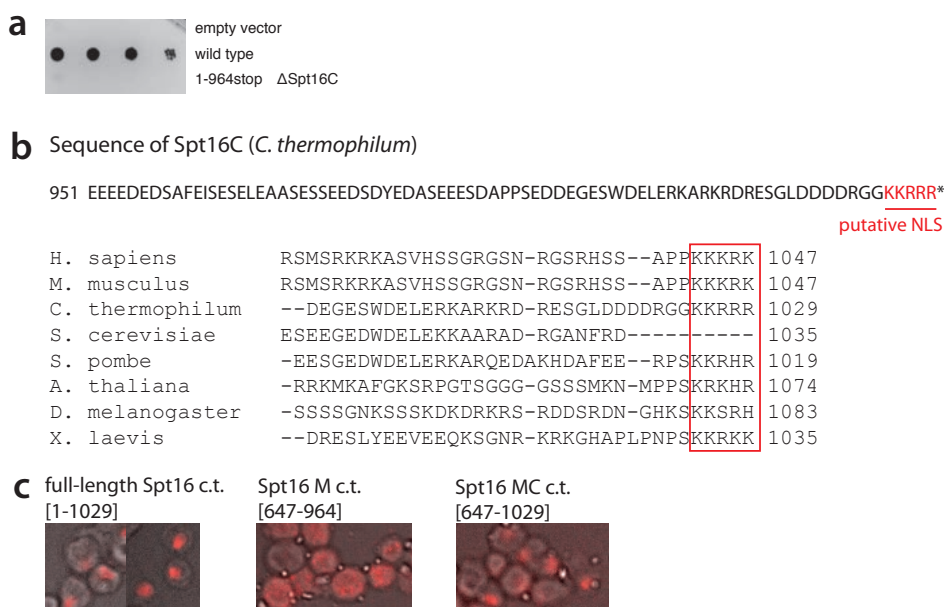 a
empty vector
wild type
1-964stop ΔSpt16C
b Sequence of Spt16C (C. thermophilum)
951 EEEEDEDSAFEISESELEAASESSEEDSDYEDASEEESDAPPSEDDEGESWDELERKARKRDRESGLDDDDRGGKKRRR*
putative NLS
H. sapiens RSMSRKRKASVHSSGRGSN-RGSRHSS--APPKKKRK 1047
M. musculus RSMSRKRKASVHSSGRGSN-RGSRHSS--APPKKKRK 1047
C. thermophilum --DEGESWDELERKARKRD-RESGLDDDDRGGKKRRR 1029
S. cerevisiae ESEEGEDWDELEKKAARAD-RGANFRD---------- 1035
S. pombe -EESGEDWDELERKARQEDAKHDAFEE--RPSKKRHR 1019
A. thaliana -RRKMKAFGKSRPGTSGGG-GSSSMKN-MPPSKRKHR 1074
D. melanogaster -SSSSGNKSSSKDKDRKRS-RDDSRDN-GHKSKKSRH 1083
X. laevis --DRESLYEEVEEQKSGNR-KRKGHAPLPNPSKKRKK 1035
c full-length Spt16 c.t. Spt16 M c.t. Spt16 MC c.t.
[1-1029] [647-964] [647-1029]